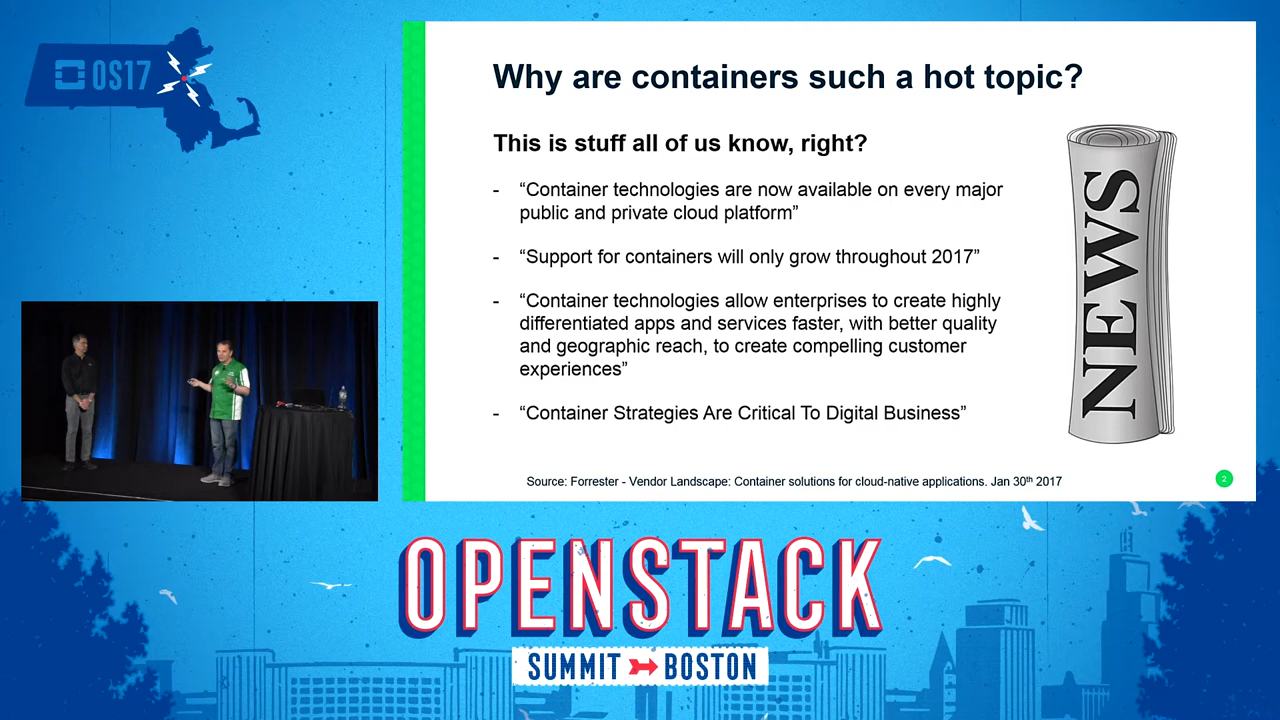 OS17
Why are containers such a hot topic?
This is stuff all of us know, right?
- “Container technologies are now available on every major
public and private cloud platform”
- “Support for containers will only grow throughout 2017”
- “Container technologies allow enterprises to create highly
differentiated apps and services faster, with better quality
and geographic reach, to create compelling customer
experiences”
- “Container Strategies Are Critical To Digital Business”
NEWS
Source: Forrester - Vendor Landscape: Container solutions for cloud-native applications. Jan 30th 2017
2
OPENSTACK
SUMMIT BOSTON